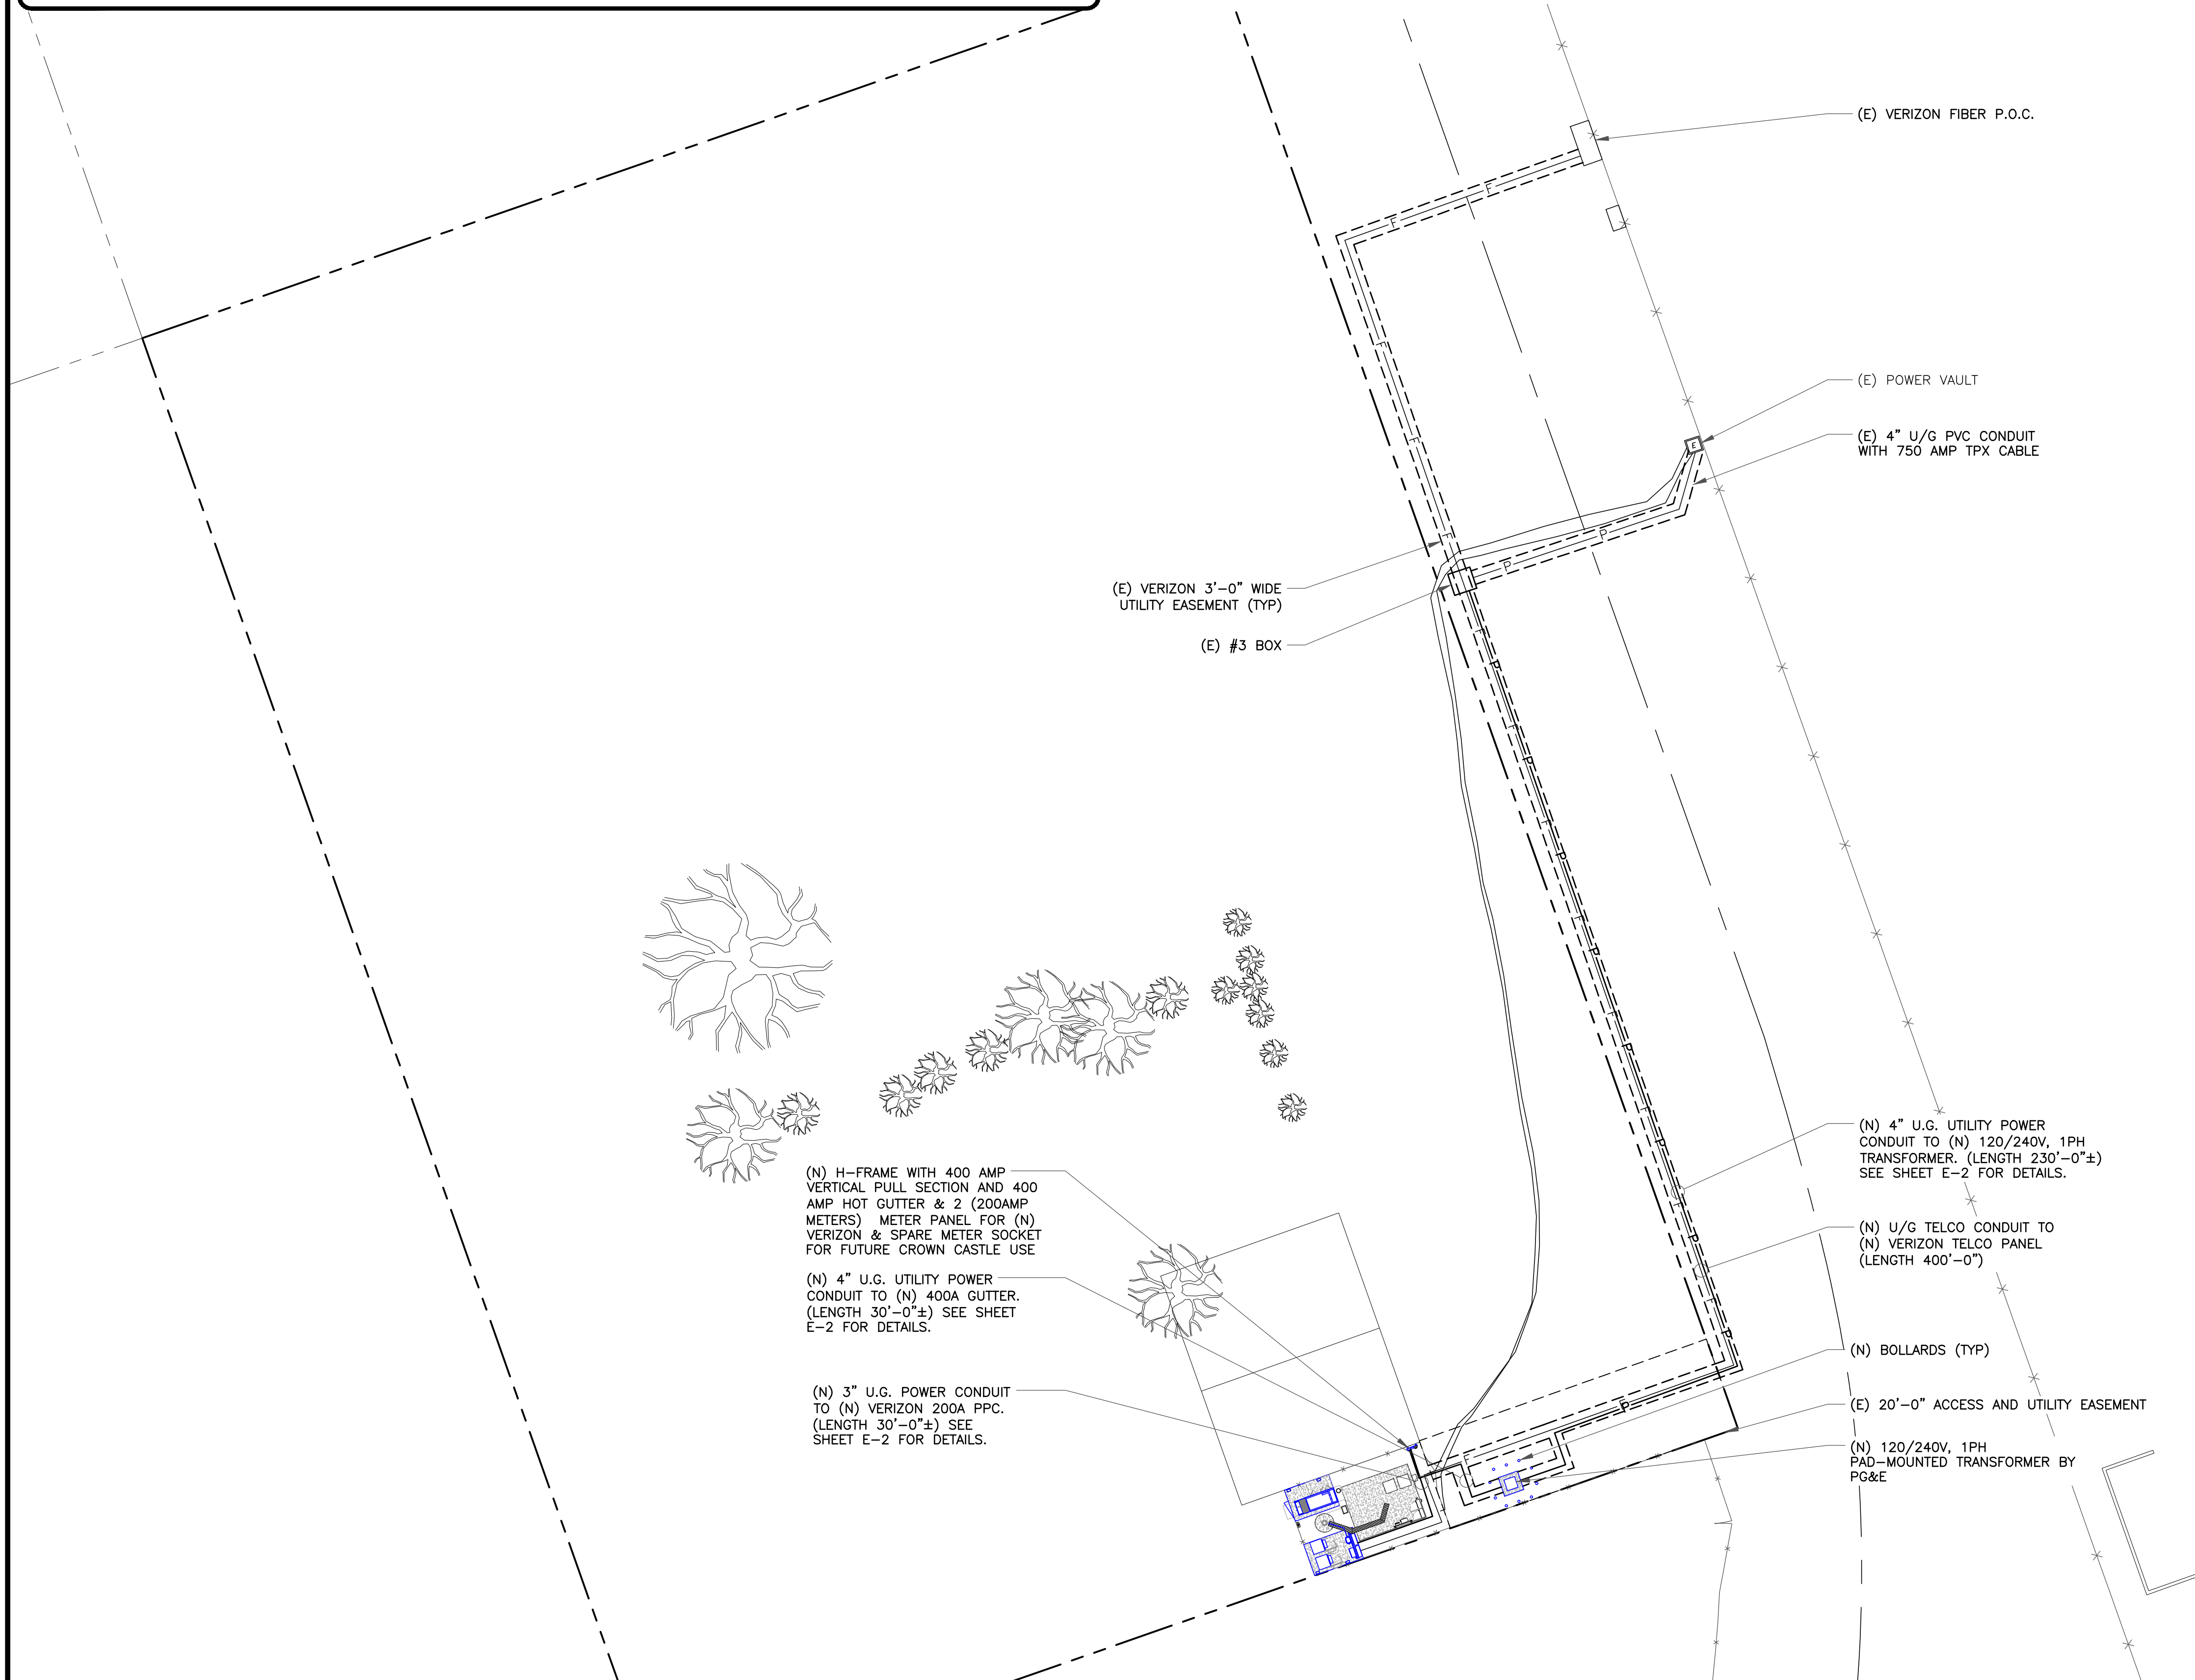 (E) VERIZON FIBER P.O.C.
(E) POWER VAULT
(E) 4" U/G PVC CONDUIT
WITH 750 AMP TPX CABLE
E
F
F
F
F
F
P
P
(E) VERIZON 3'-0" WIDE
UTILITY EASEMENT (TYP)
(E) #3 BOX
F
P
F
P
F
P
F
P
F
P
F
P
F
P
F
P
P
(N) H-FRAME WITH 400 AMP
VERTICAL PULL SECTION AND 400
AMP HOT GUTTER & 2 (200AMP
METERS) METER PANEL FOR (N)
VERIZON & SPARE METER SOCKET
FOR FUTURE CROWN CASTLE USE
(N) 4" U.G. UTILITY POWER
CONDUIT TO (N) 400A GUTTER.
(LENGTH 30'-0"±) SEE SHEET
E-2 FOR DETAILS.
(N) 3" U.G. POWER CONDUIT
TO (N) VERIZON 200A PPC.
(LENGTH 30'-0"±) SEE
SHEET E-2 FOR DETAILS.
(N) 4" U.G. UTILITY POWER
CONDUIT TO (N) 120/240V, 1PH
TRANSFORMER. (LENGTH 230'-0"±)
SEE SHEET E-2 FOR DETAILS.
(N) U/G TELCO CONDUIT TO
(N) VERIZON TELCO PANEL
(LENGTH 400'-0")
(N) BOLLARDS (TYP)
(E) 20'-0" ACCESS AND UTILITY EASEMENT
(N) 120/240V, 1PH
PAD-MOUNTED TRANSFORMER BY
PG&E